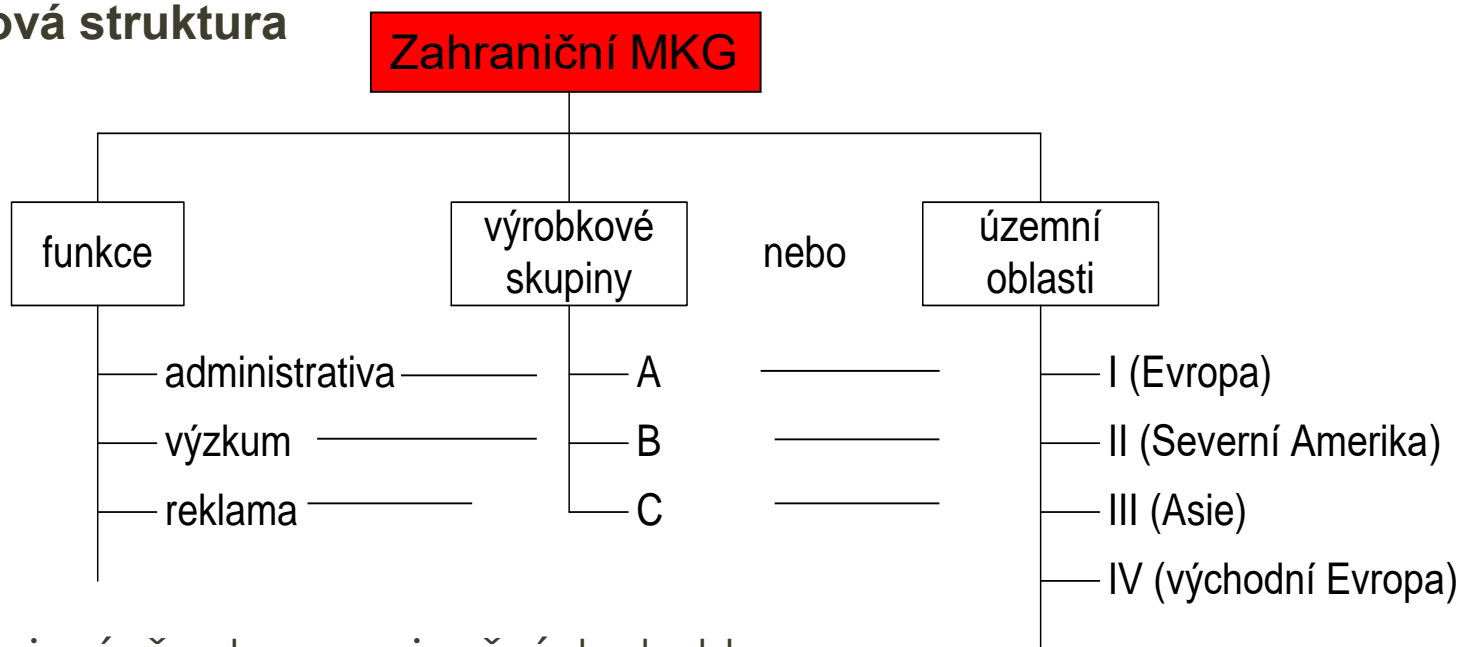 struktura
Zahraniční MKG
funkce
výrobkové
skupiny
nebo
územní
oblasti
administrativa
A
I (Evropa)
výzkum
B
II (Severní Amerika)
reklama
C
III (Asie)
IV (východní Evropa)